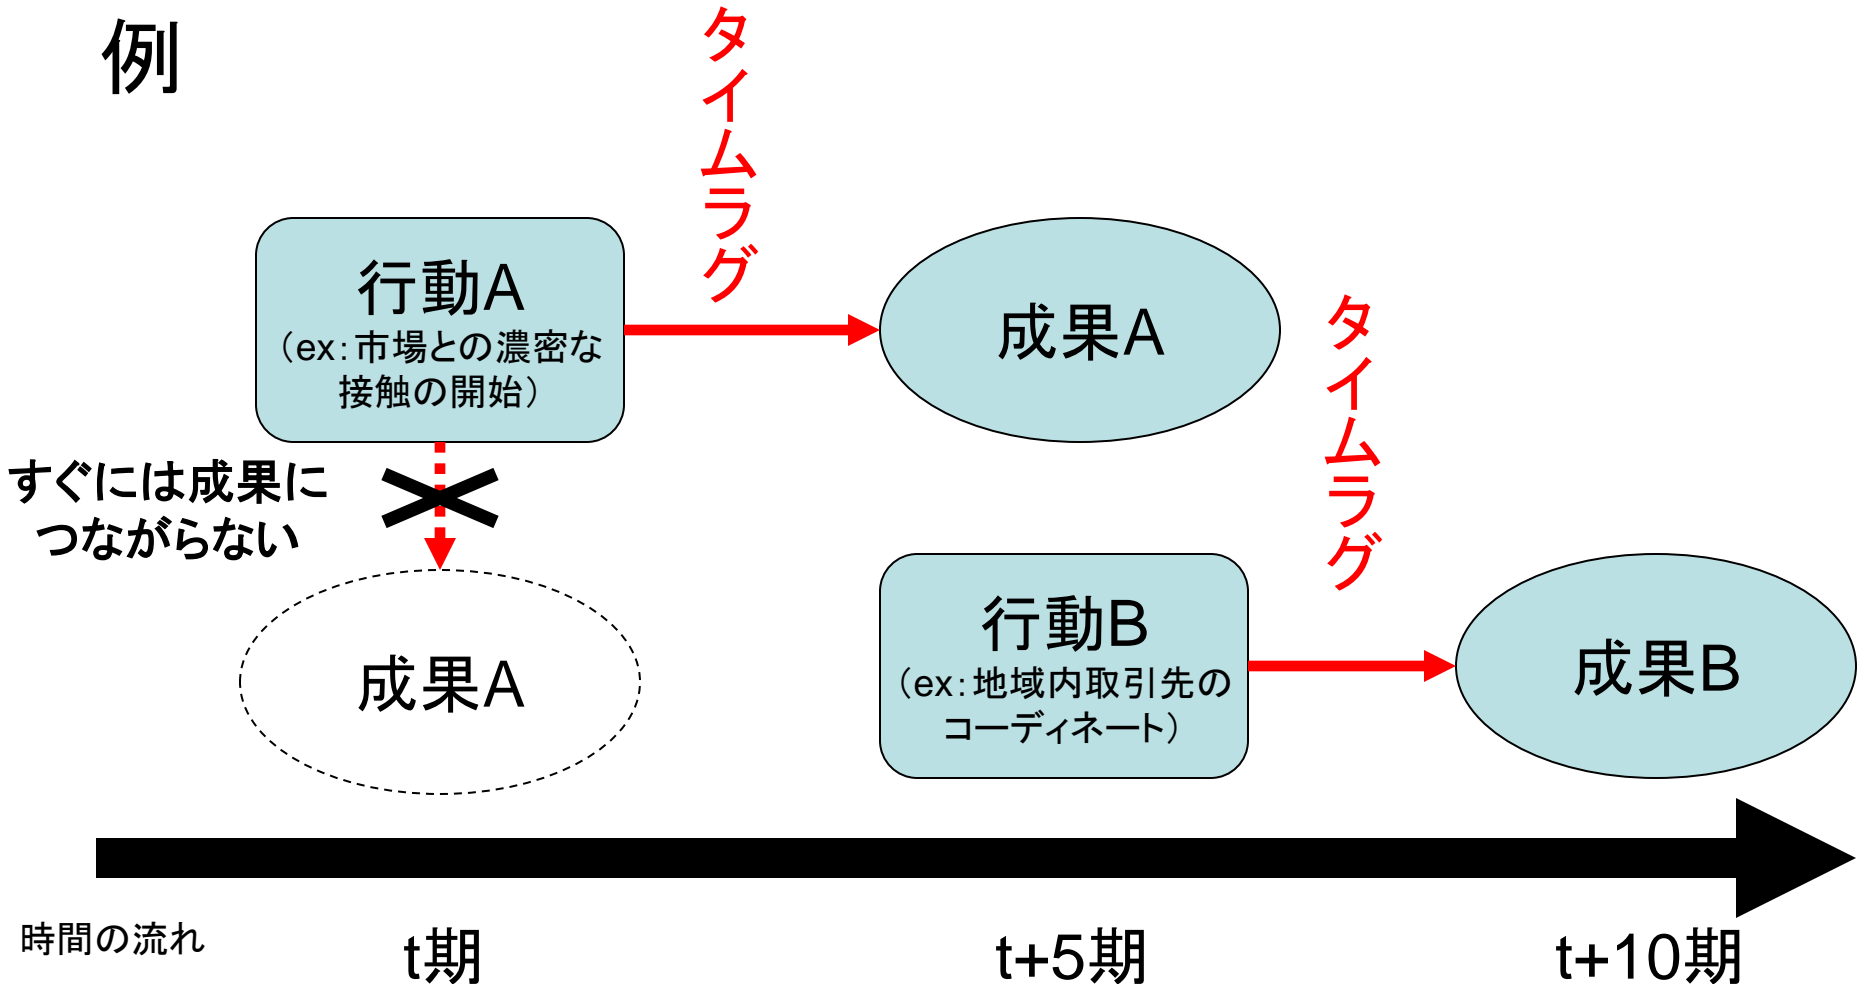 例
タイムラグ
行動A
（ex：市場との濃密な
接触の開始）
成果A
タイムラグ
すぐには成果に
つながらない
成果A
行動B
（ex：地域内取引先の
コーディネート）
成果B
時間の流れ
t期
t+5期
t+10期